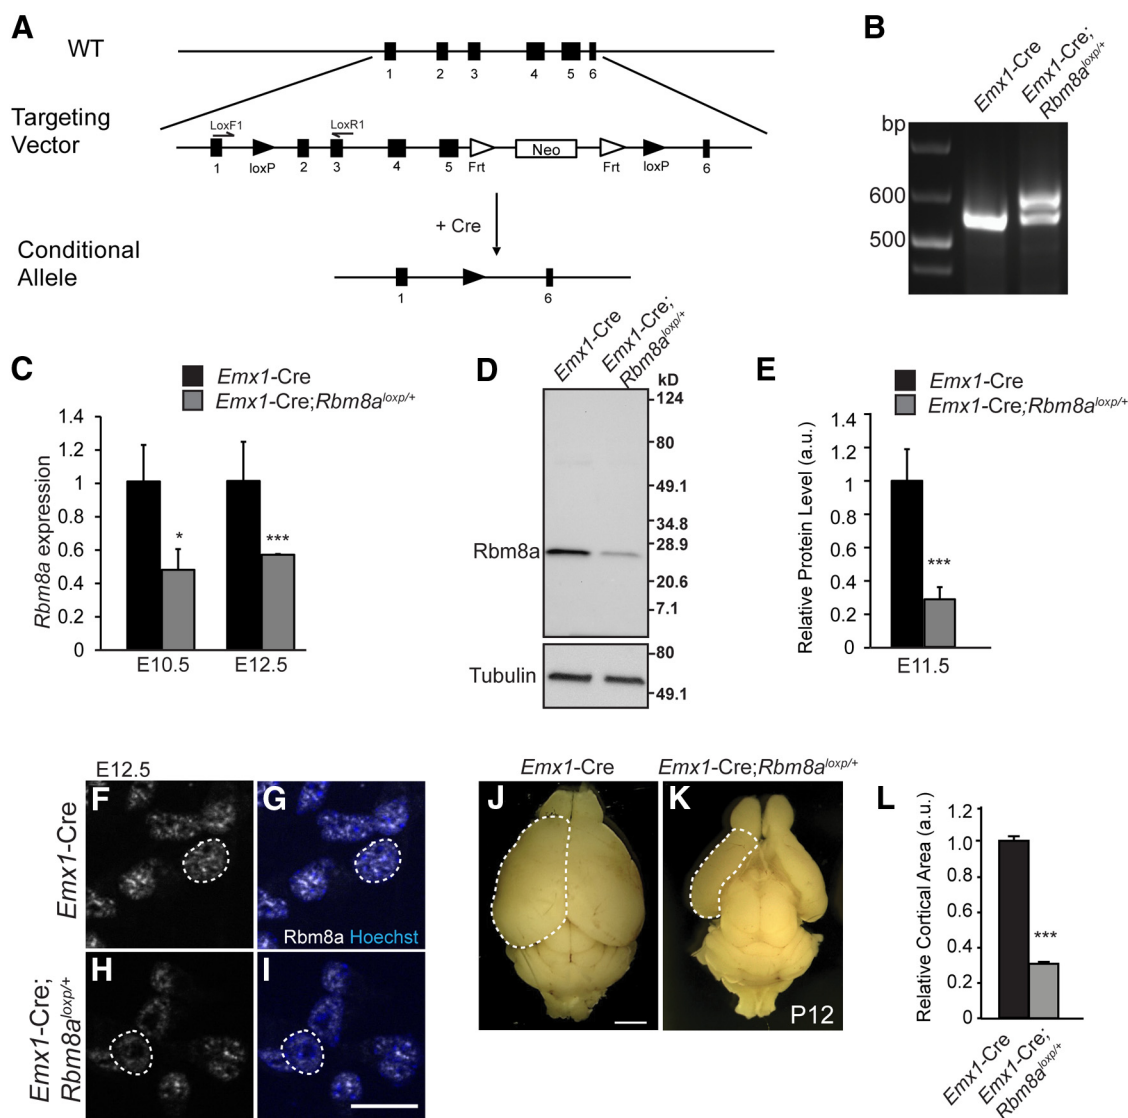 A
WT
1 2 3 4 5 6
Targeting
Vector
LoxF1 LoxR1
Neo
1 loxP 2 3 4 5 Frt Frt loxP 6
+ Cre
Conditional
Allele
1 6
B
Emx1-Cre
Emx1-Cre;
Rbm8a^loxp/+
bp
600
500
C
Emx1-Cre
Emx1-Cre;Rbm8a^loxp/+
Rbm8a expression
1.4
1.2
1
0.8
0.6
0.4
0.2
0
*
***
E10.5 E12.5
D
Emx1-Cre
Emx1-Cre;
Rbm8a^loxp/+
kD
124
80
49.1
34.8
28.9
Rbm8a
20.6
7.1
80
Tubulin
49.1
E
Emx1-Cre
Emx1-Cre;Rbm8a^loxp/+
Relative Protein Level (a.u.)
1.4
1.2
1
0.8
0.6
0.4
0.2
0
***
E11.5
E12.5
Emx1-Cre
F
G
Rbm8a Hoechst
Emx1-Cre;
Rbm8a^loxp/+
H
I
Emx1-Cre
Emx1-Cre;Rbm8a^loxp/+
J
K
P12
L
Relative Cortical Area (a.u.)
1.2
1.0
0.8
0.6
0.4
0.2
0
***
Emx1-Cre
Emx1-Cre;
Rbm8a^loxp/+